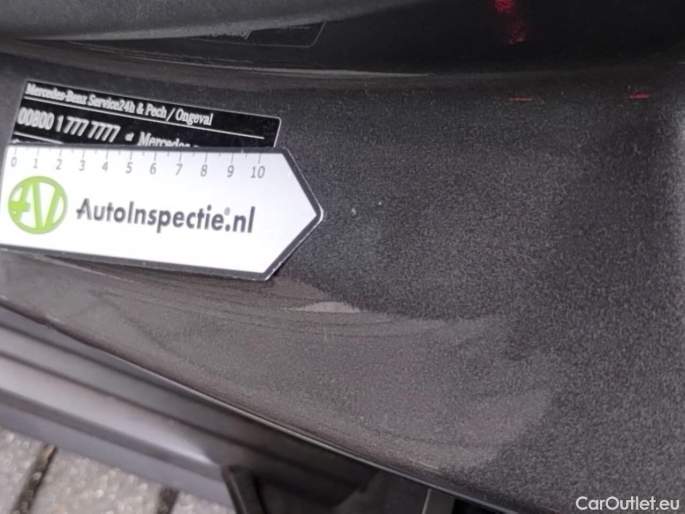 Mercedes-Benz Service24h & Pech / Ongeval
00800 1 777 7777
0 1 2 3 4 5 6 7 8 9 10
AutoInspectie.nl
CarOutlet.eu